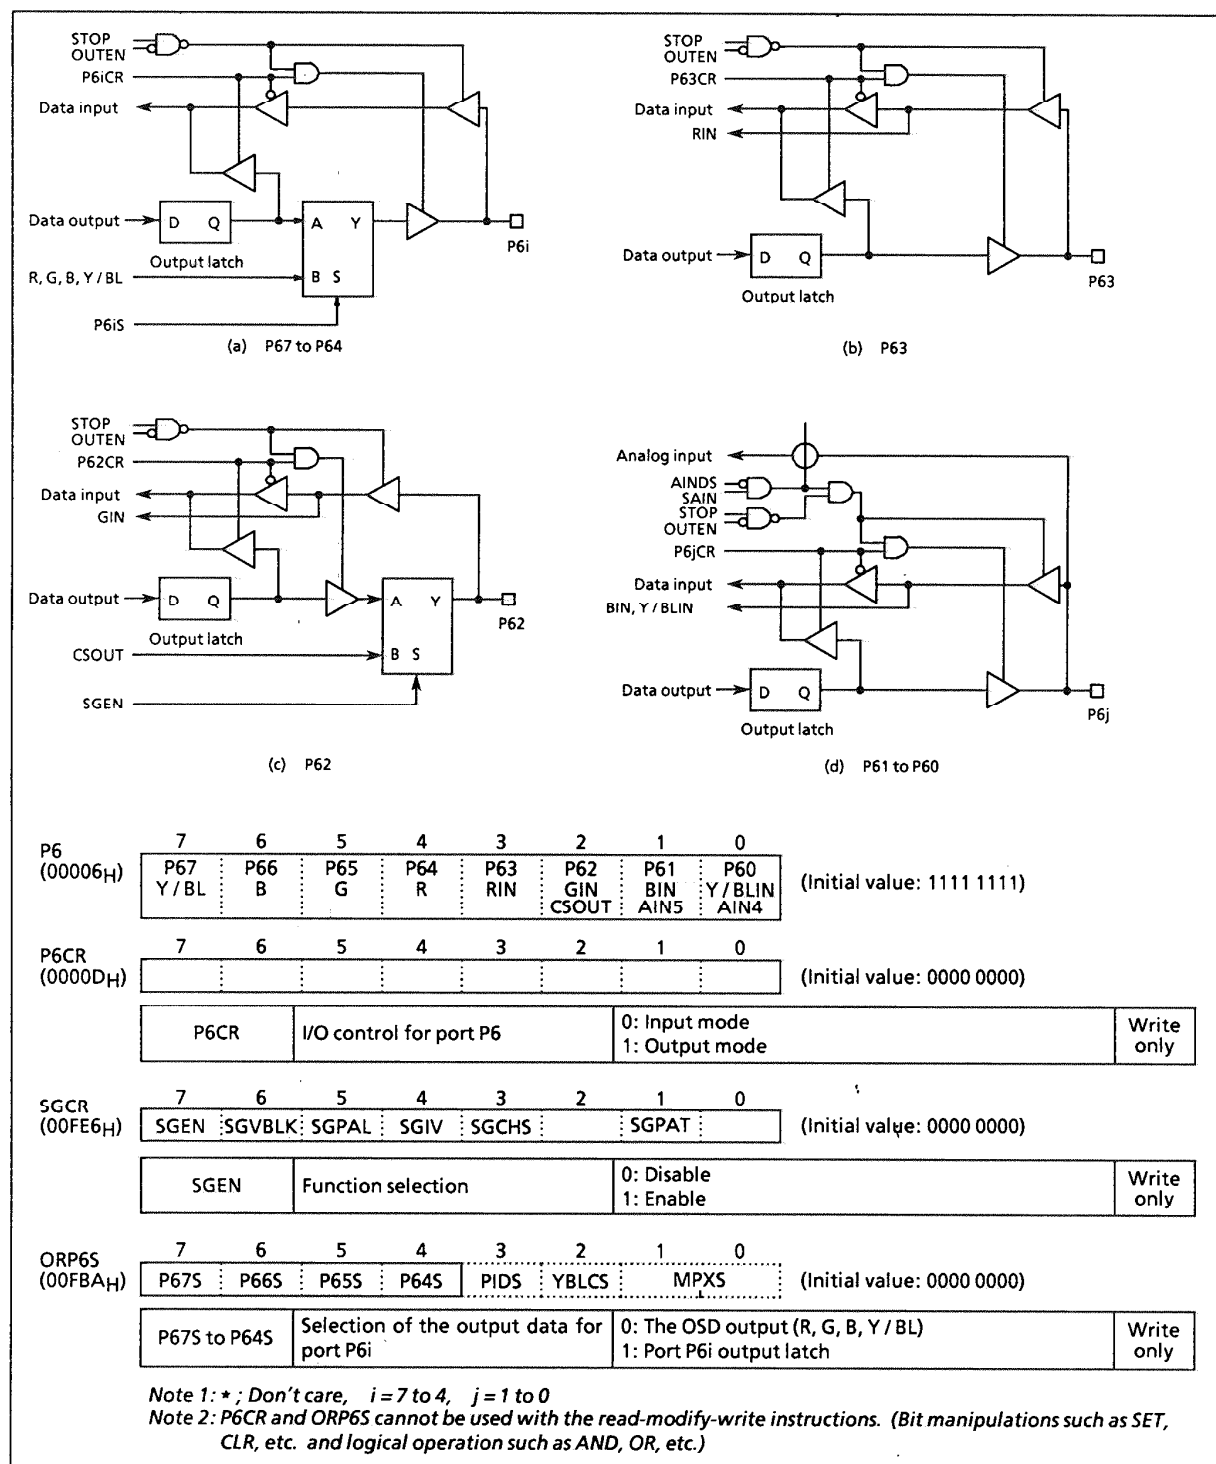 STOP
OUTEN
P6iCR
Data input
Data output
D Q
Output latch
A Y
B S
R, G, B, Y / BL
P6iS
P6i
(a) P67 to P64
STOP
OUTEN
P63CR
Data input
RIN
Data output
D Q
Output latch
P63
(b) P63
STOP
OUTEN
P62CR
Data input
GIN
Data output
D Q
Output latch
A Y
B S
CSOUT
SGEN
P62
(c) P62
Analog input
AINDS
SAIN
STOP
OUTEN
P6jCR
Data input
BIN, Y / BLIN
Data output
D Q
Output latch
P6j
(d) P61 to P60
7 6 5 4 3 2 1 0
P6
(00006H)
P67 P66 P65 P64 P63 P62 P61 P60
Y / BL B G R RIN GIN BIN Y / BLIN
CSOUT AIN5 AIN4
(Initial value: 1111 1111)
7 6 5 4 3 2 1 0
P6CR
(0000DH)
(Initial value: 0000 0000)
P6CR I/O control for port P6
0: Input mode
1: Output mode
Write
only
7 6 5 4 3 2 1 0
SGCR
(00FE6H)
SGEN SGVBLK SGPAL SGIV SGCHS SGPAT
(Initial value: 0000 0000)
SGEN Function selection
0: Disable
1: Enable
Write
only
7 6 5 4 3 2 1 0
ORP6S
(00FBAH)
P67S P66S P65S P64S PIDS YBLCS MPXS
(Initial value: 0000 0000)
P67S to P64S
Selection of the output data for
port P6i
0: The OSD output (R, G, B, Y / BL)
1: Port P6i output latch
Write
only
Note 1: * ; Don't care, i = 7 to 4, j = 1 to 0
Note 2: P6CR and ORP6S cannot be used with the read-modify-write instructions. (Bit manipulations such as SET,
CLR, etc. and logical operation such as AND, OR, etc.)